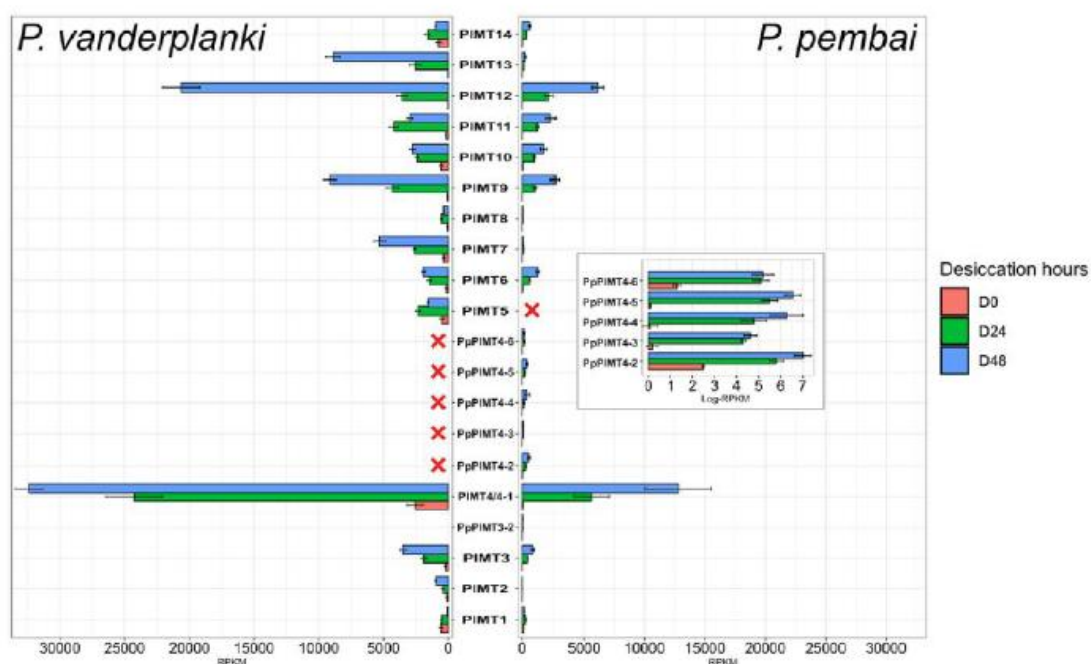 P. vanderplanki
P. pembai
PIMT14
PIMT13
PIMT12
PIMT11
PIMT10
PIMT9
PIMT8
PIMT7
PIMT6
PIMT5
PpPIMT4-6
PpPIMT4-5
PpPIMT4-4
PpPIMT4-3
PpPIMT4-2
PIMT4/4-1
PpPIMT3-2
PIMT3
PIMT2
PIMT1
PpPIMT4-6
PpPIMT4-5
PpPIMT4-4
PpPIMT4-3
PpPIMT4-2
0 1 2 3 4 5 6 7
Log-RPKM
Desiccation hours
D0
D24
D48
30000 25000 20000 15000 10000 5000 0
RPKM
0 5000 10000 15000 20000 25000 30000
RPKM